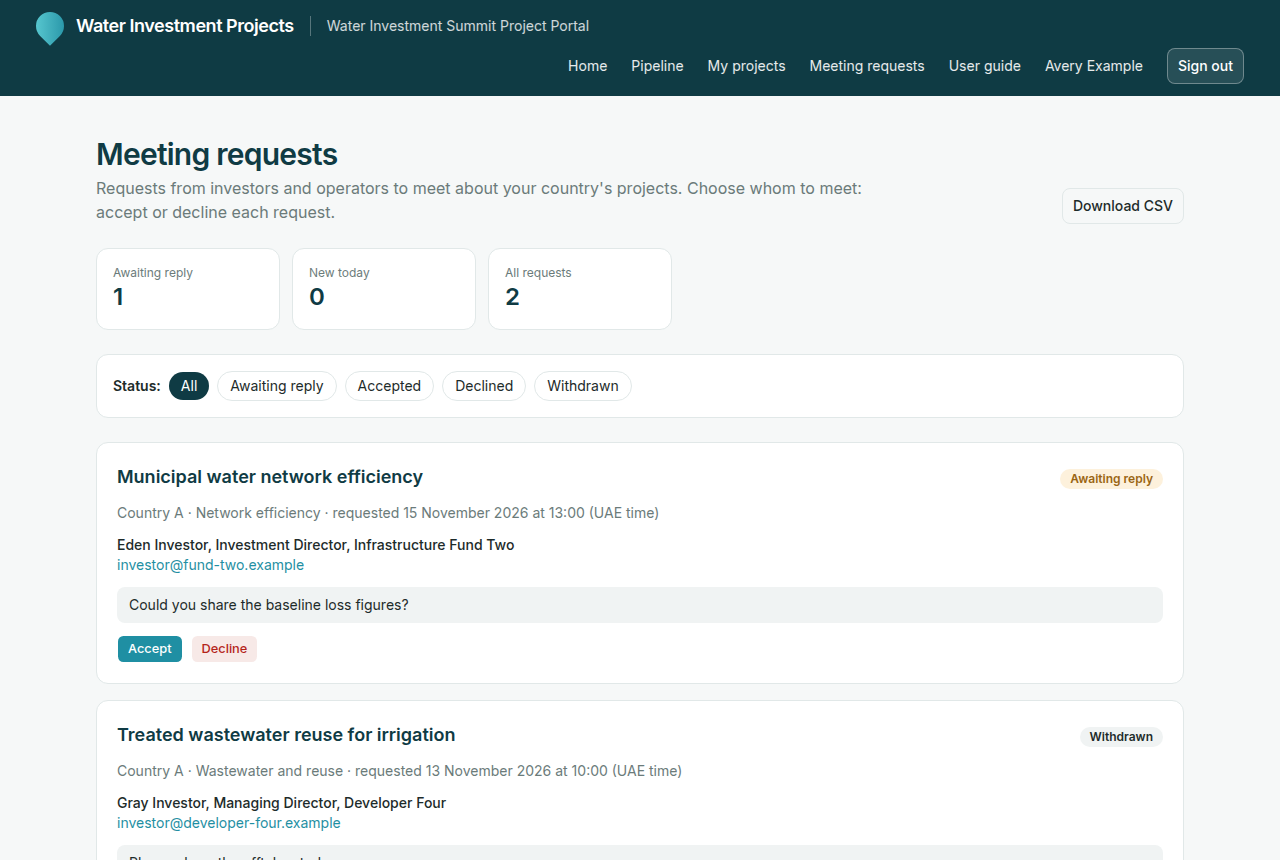 Water Investment Projects
Water Investment Summit Project Portal
Home
Pipeline
My projects
Meeting requests
User guide
Avery Example
Sign out
Meeting requests
Requests from investors and operators to meet about your country's projects. Choose whom to meet:
accept or decline each request.
Download CSV
Awaiting reply
1
New today
0
All requests
2
Status:
All
Awaiting reply
Accepted
Declined
Withdrawn
Municipal water network efficiency
Awaiting reply
Country A · Network efficiency · requested 15 November 2026 at 13:00 (UAE time)
Eden Investor, Investment Director, Infrastructure Fund Two
investor@fund-two.example
Could you share the baseline loss figures?
Accept
Decline
Treated wastewater reuse for irrigation
Withdrawn
Country A · Wastewater and reuse · requested 13 November 2026 at 10:00 (UAE time)
Gray Investor, Managing Director, Developer Four
investor@developer-four.example